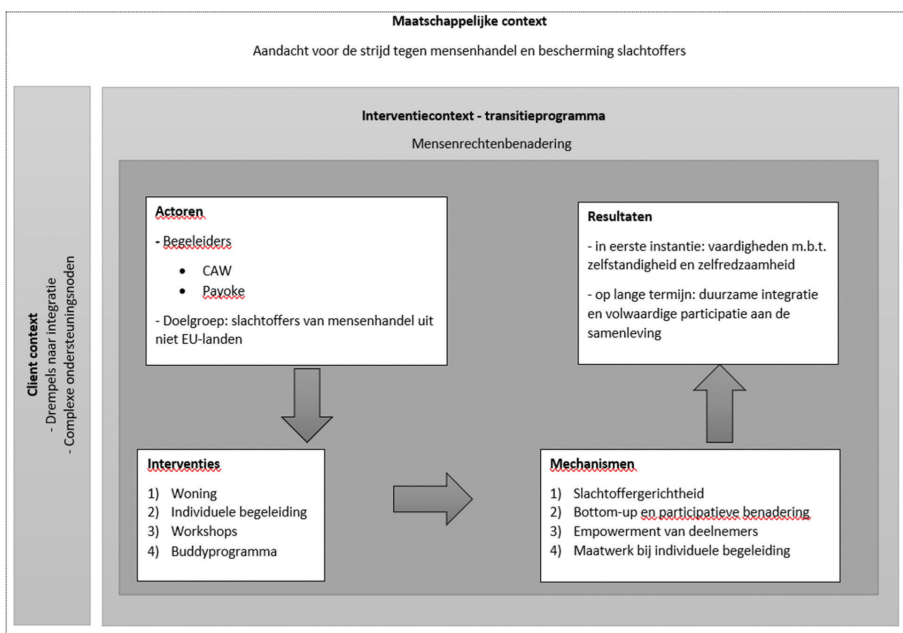 Maatschappelijke context
Aandacht voor de strijd tegen mensenhandel en bescherming slachtoffers
Client context
- Drempels naar integratie
- Complexe ondersteuningsnoden
Interventiecontext - transitieprogramma
Mensenrechtenbenadering
Actoren
- Begeleiders
• CAW
• Payoke
- Doelgroep: slachtoffers van mensenhandel uit
niet EU-landen
Interventies
1) Woning
2) Individuele begeleiding
3) Workshops
4) Buddyprogramma
Mechanismen
1) Slachtoffergerichtheid
2) Bottom-up en participatieve benadering
3) Empowerment van deelnemers
4) Maatwerk bij individuele begeleiding
Resultaten
- in eerste instantie: vaardigheden m.b.t.
zelfstandigheid en zelfredzaamheid
- op lange termijn: duurzame integratie
en volwaardige participatie aan de
samenleving